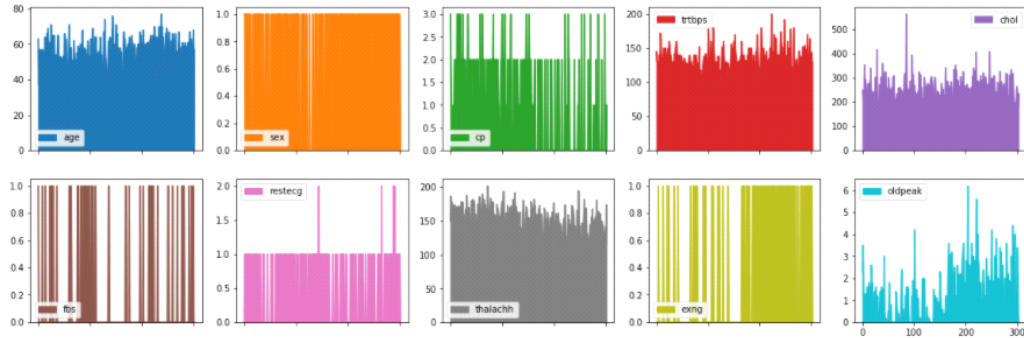 80 60 40 20 0 age
1.0 0.8 0.6 0.4 0.2 0.0 sex
3.0 2.5 2.0 1.5 1.0 0.5 0.0 cp
200 150 100 50 0 trtbps
500 400 300 200 100 0 chol
1.0 0.8 0.6 0.4 0.2 0.0 fbs
2.0 1.5 1.0 0.5 0.0 restecg
200 150 100 50 0 thalachh
1.0 0.8 0.6 0.4 0.2 0.0 exng
6 5 4 3 2 1 0 oldpeak
0 100 200 300